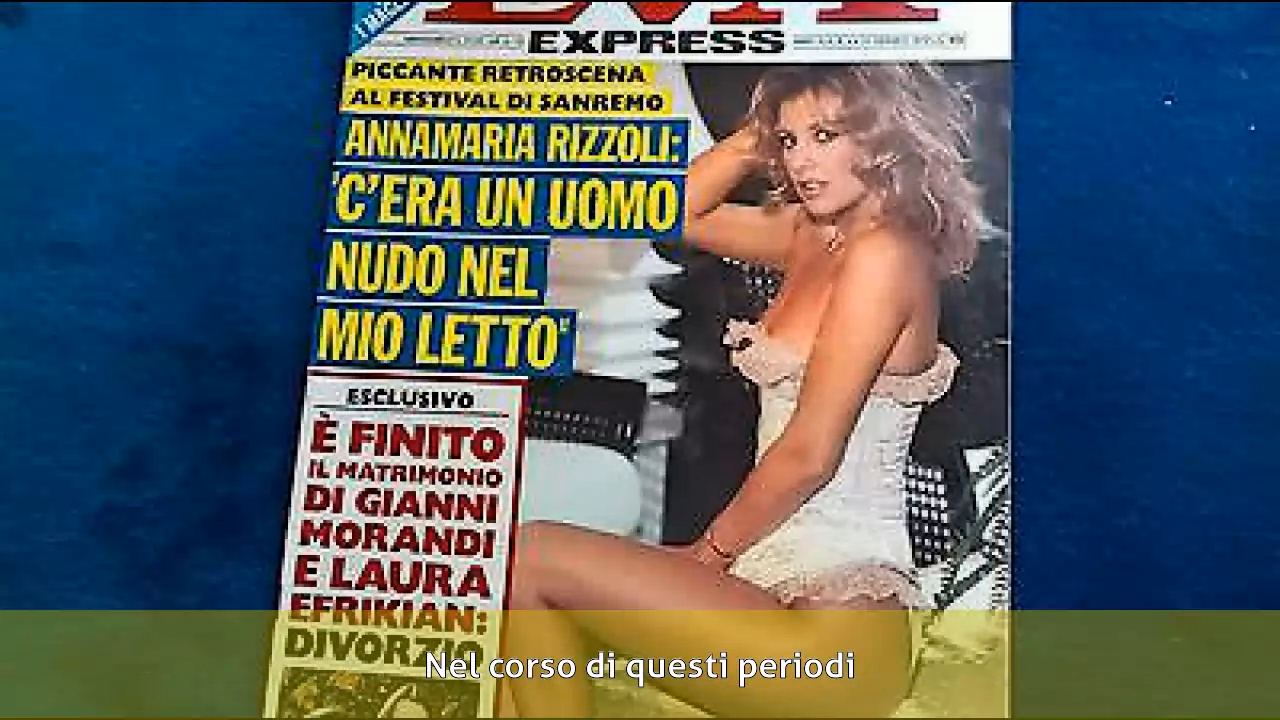 EXPRESS
PICCANTE RETROSCENA
AL FESTIVAL DI SANREMO
ANNAMARIA RIZZOLI:
'C'ERA UN UOMO
NUDO NEL
MIO LETTO'
ESCLUSIVO
È FINITO
IL MATRIMONIO
DI GIANNI
MORANDI
E LAURA
EFRIKIAN:
DIVORZIO
Nel corso di questi periodi